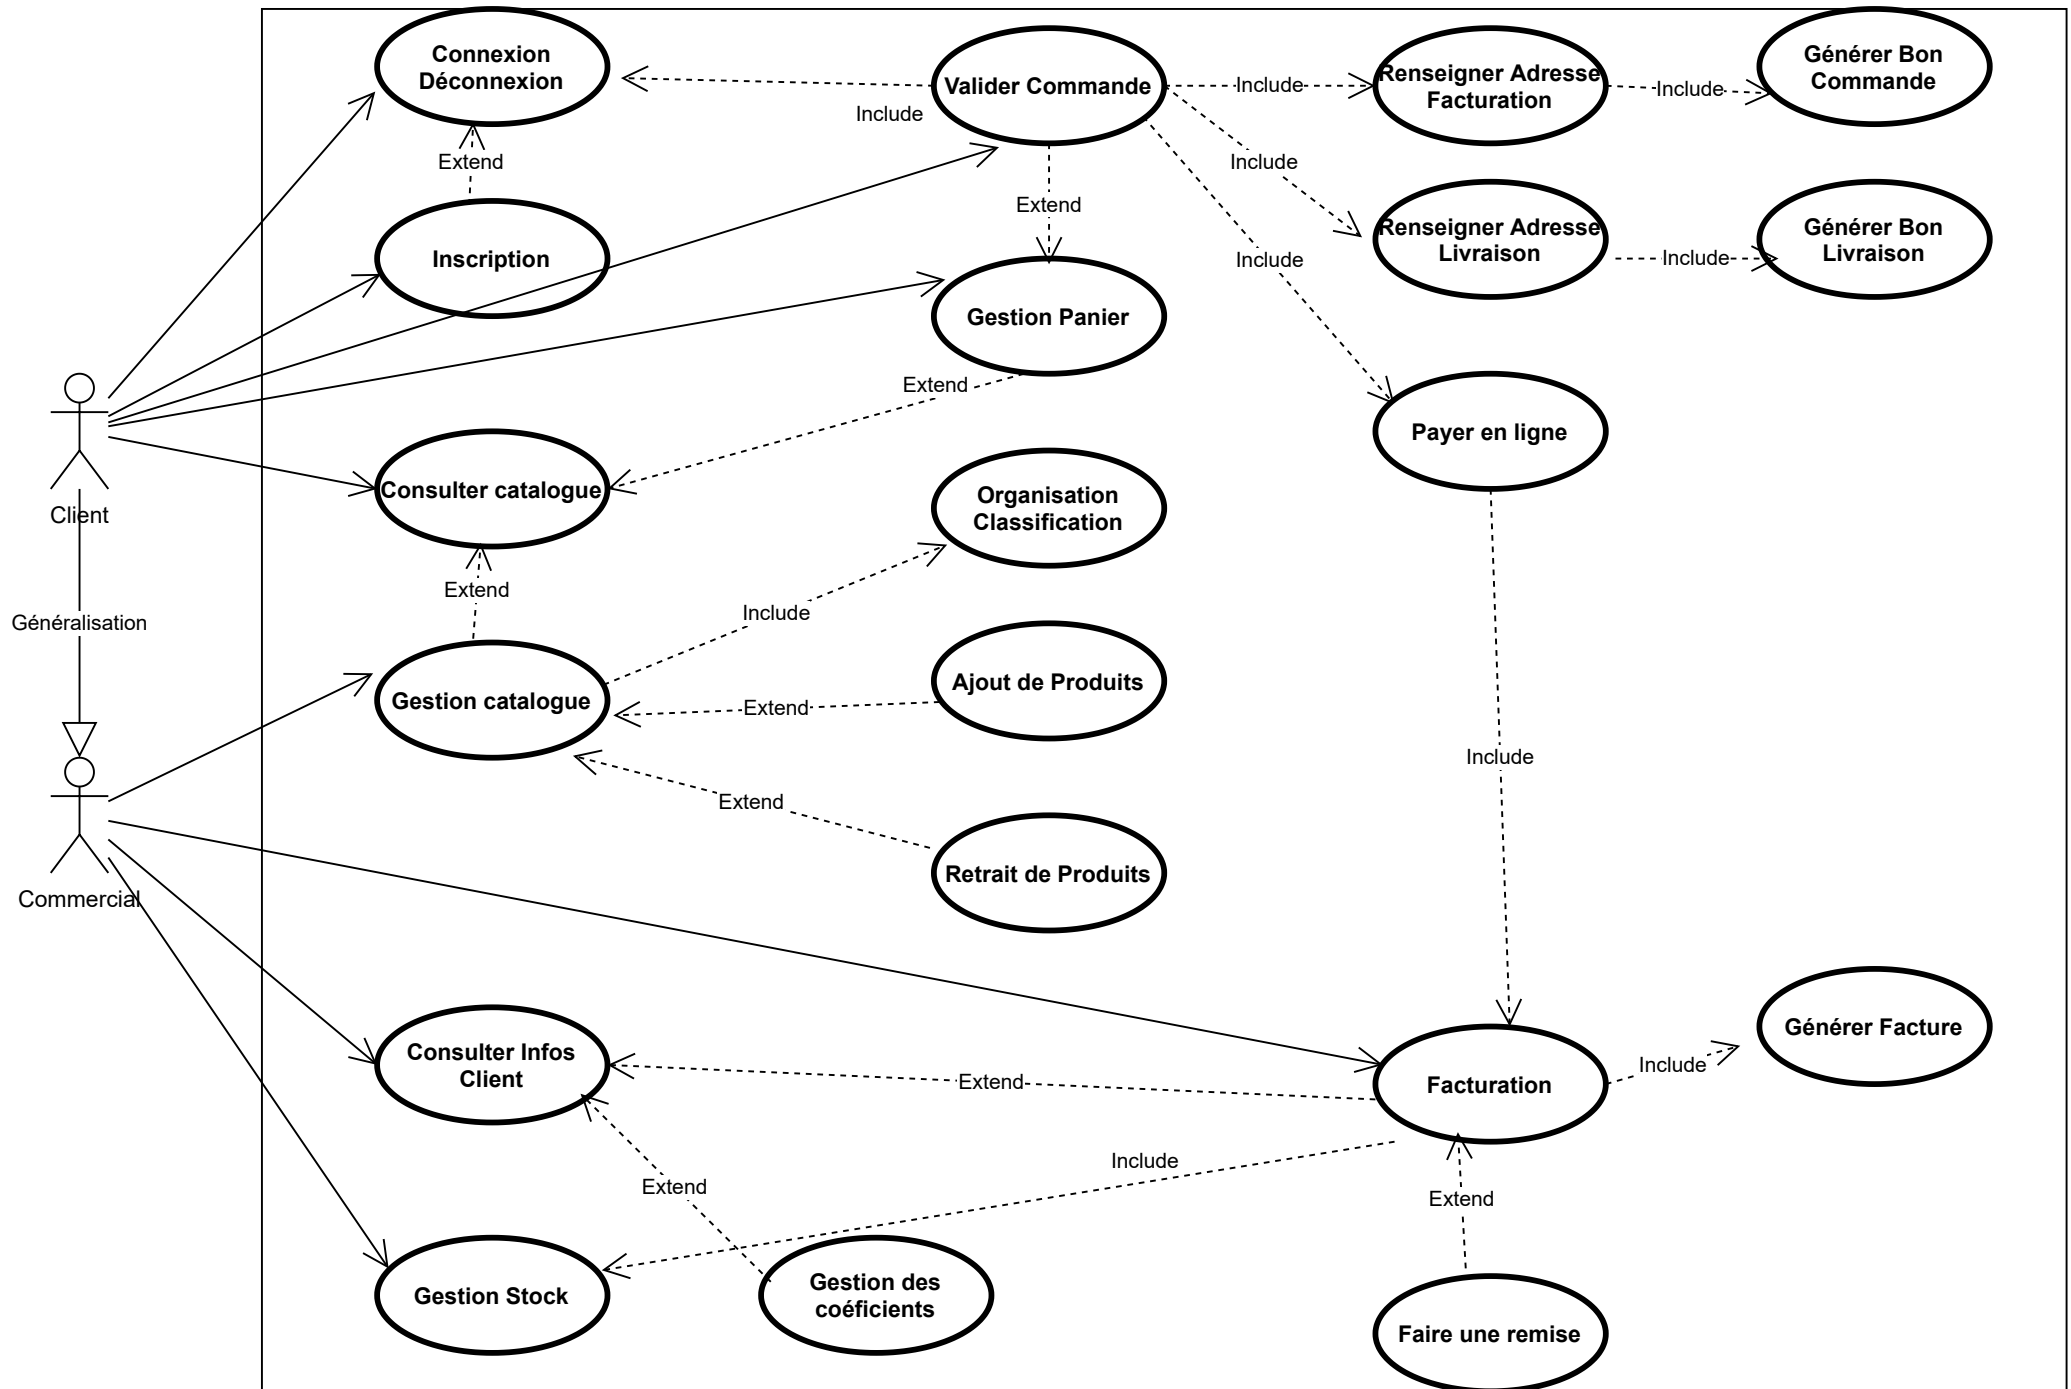 Connexion
Déconnexion
Valider Commande
Renseigner Adresse
Facturation
Générer Bon
Commande
Include
Include
Include
Extend
Include
Extend
Inscription
Renseigner Adresse
Livraison
Générer Bon
Livraison
Include
Include
Gestion Panier
Extend
Payer en ligne
Consulter catalogue
Organisation
Classification
Client
Extend
Include
Généralisation
Gestion catalogue
Ajout de Produits
Extend
Include
Extend
Retrait de Produits
Commercial
Consulter Infos
Client
Générer Facture
Include
Extend
Facturation
Include
Extend
Extend
Gestion Stock
Gestion des
coéficients
Faire une remise